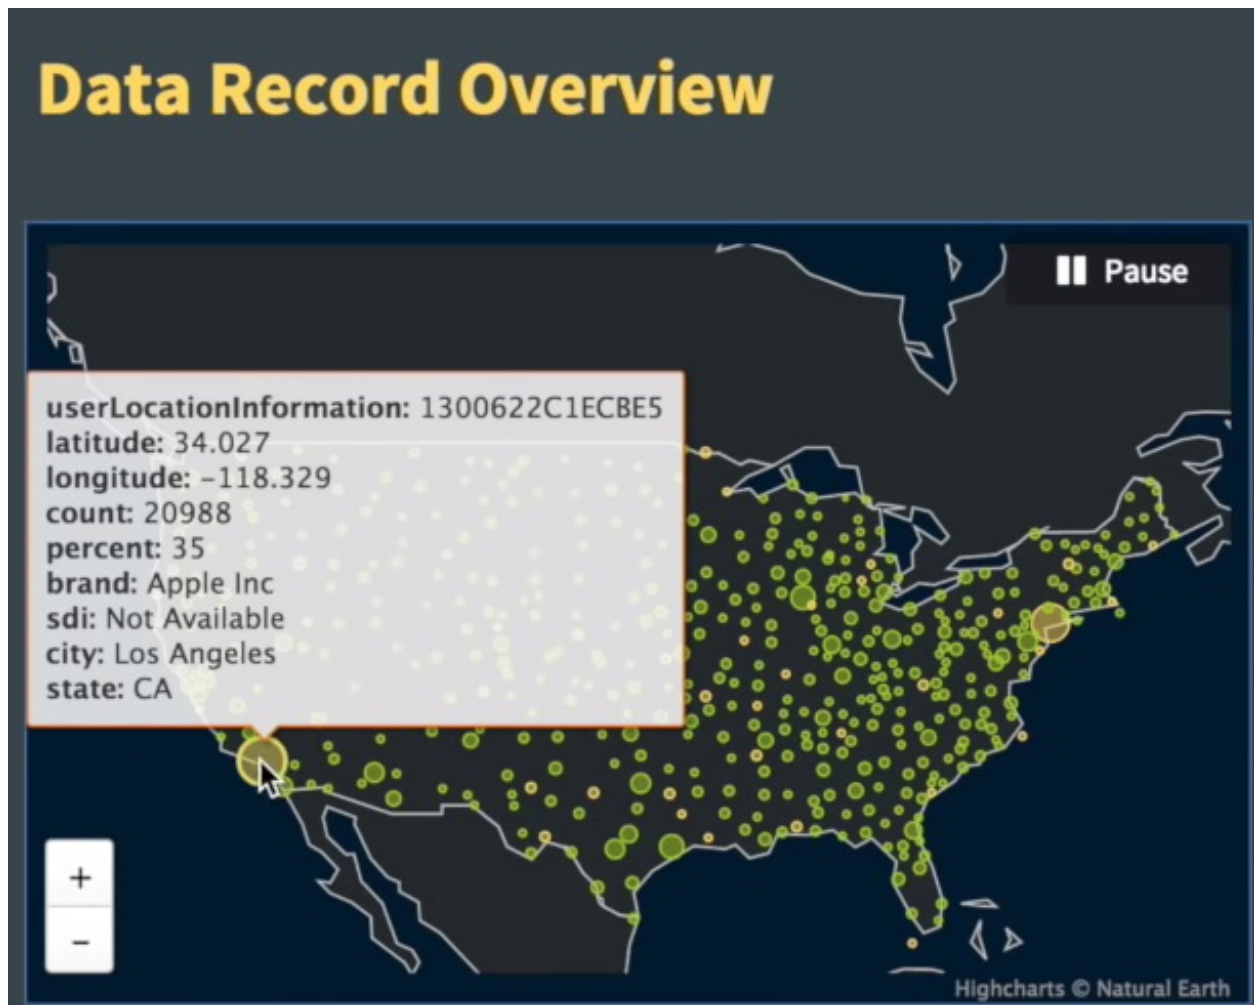 Data Record Overview
Pause
userLocationInformation: 1300622C1ECBE5
latitude: 34.027
longitude: -118.329
count: 20988
percent: 35
brand: Apple Inc
sdi: Not Available
city: Los Angeles
state: CA
+
-
Highcharts © Natural Earth